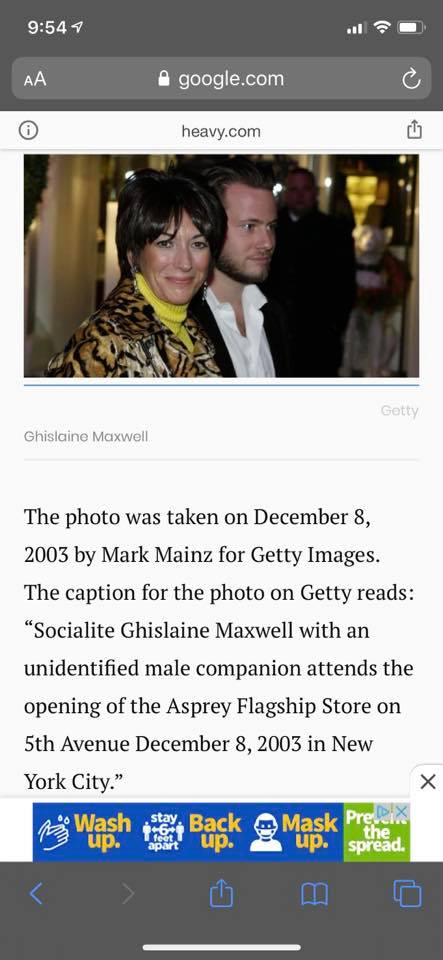 9:54
AA
google.com
heavy.com
Getty
Ghislaine Maxwell
The photo was taken on December 8,
2003 by Mark Mainz for Getty Images.
The caption for the photo on Getty reads:
“Socialite Ghislaine Maxwell with an
unidentified male companion attends the
opening of the Asprey Flagship Store on
5th Avenue December 8, 2003 in New
York City.”
Wash
up.
stay
6
feet
apart
Back
up.
Mask
up.
Prevent
the
spread.